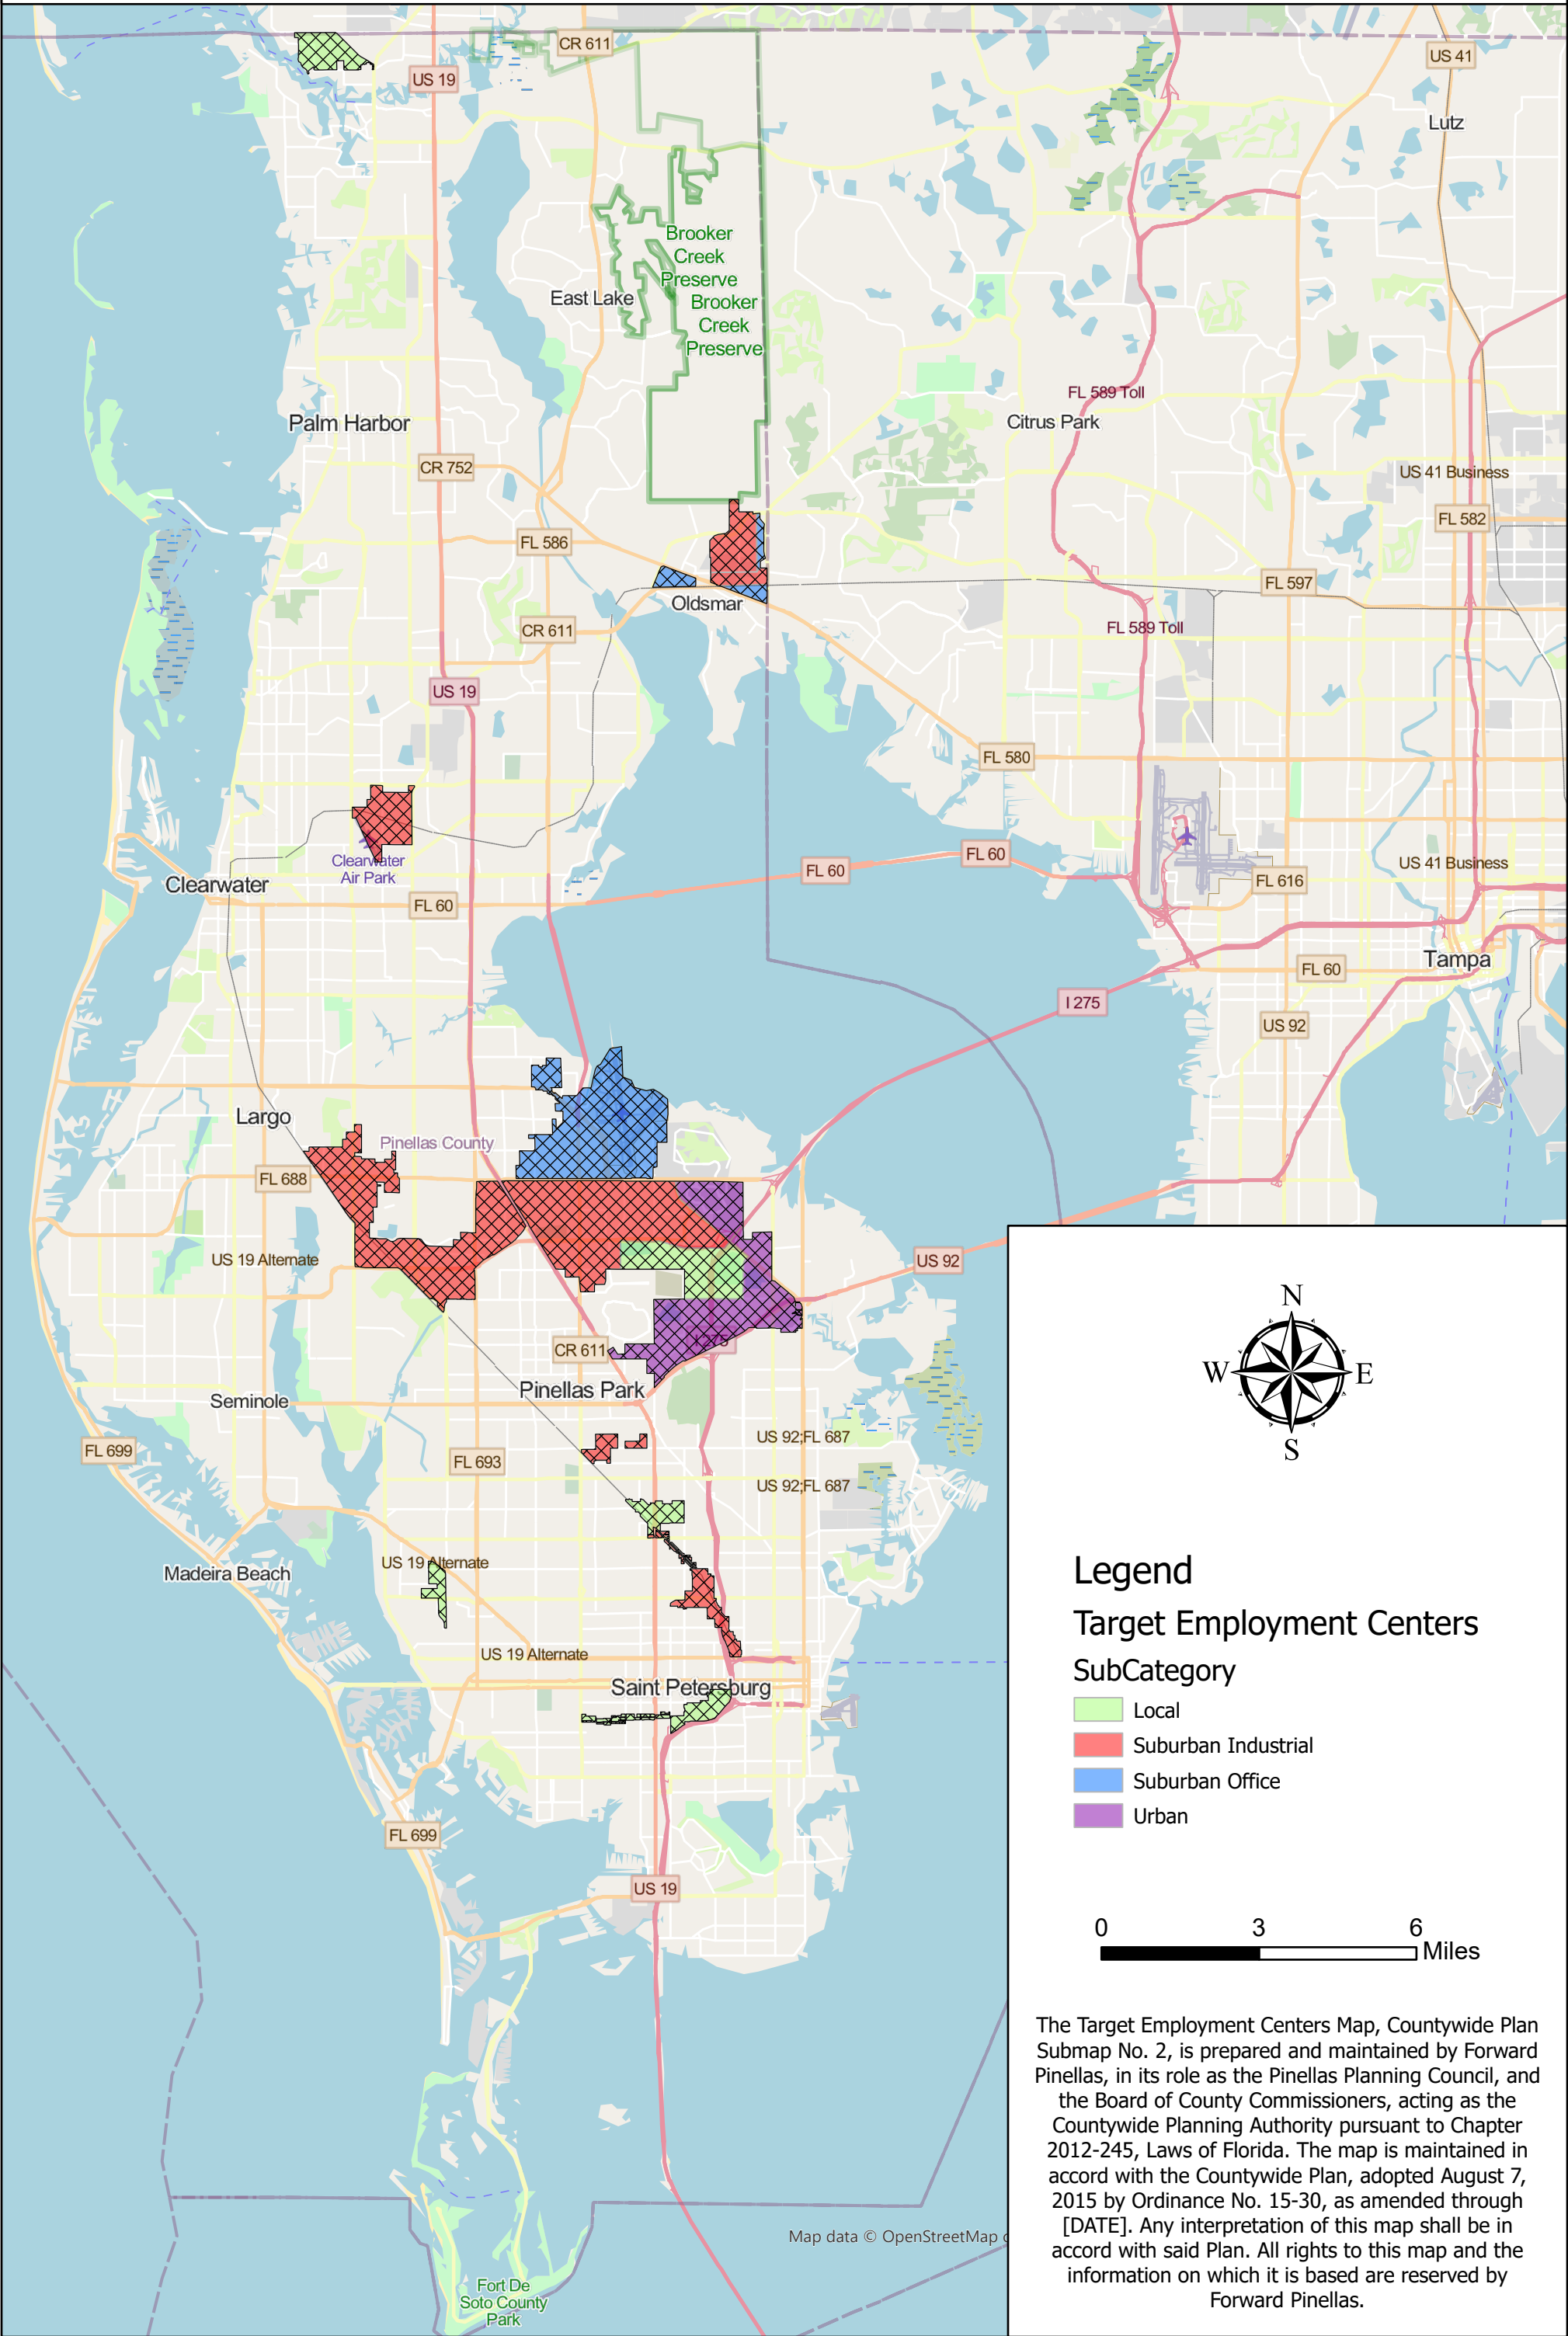 CR 611
US 41
US 19
Lutz
Brooker
Creek
Preserve
East Lake
Brooker
Creek
Preserve
FL 589 Toll
Palm Harbor
Citrus Park
CR 752
US 41 Business
FL 582
FL 586
FL 597
Oldsmar
CR 611
FL 589 Toll
US 19
FL 580
Clearwater
Air Park
FL 60
FL 60
US 41 Business
Clearwater
FL 616
FL 60
Tampa
FL 60
I 275
US 92
Largo
Pinellas County
FL 688
US 19 Alternate
US 92
I 275
CR 611
Pinellas Park
Seminole
FL 699
US 92;FL 687
FL 693
US 92;FL 687
US 19 Alternate
Madeira Beach
US 19 Alternate
Saint Petersburg
FL 699
US 19
Map data © OpenStreetMap c
Fort De
Soto County
Park
N
W
E
S
Legend
Target Employment Centers
SubCategory
Local
Suburban Industrial
Suburban Office
Urban
0 3 6
Miles
The Target Employment Centers Map, Countywide Plan
Submap No. 2, is prepared and maintained by Forward
Pinellas, in its role as the Pinellas Planning Council, and
the Board of County Commissioners, acting as the
Countywide Planning Authority pursuant to Chapter
2012-245, Laws of Florida. The map is maintained in
accord with the Countywide Plan, adopted August 7,
2015 by Ordinance No. 15-30, as amended through
[DATE]. Any interpretation of this map shall be in
accord with said Plan. All rights to this map and the
information on which it is based are reserved by
Forward Pinellas.